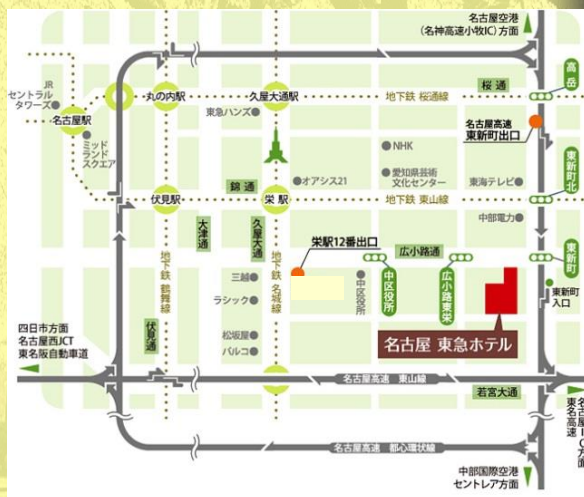 名古屋空港
(名神高速小牧IC)方面
桜 通
高岳
JR
セントラル
タワーズ
丸の内駅
久屋大通駅
地下鉄 桜通線
東急ハンズ
名古屋駅
名古屋高速
東新町出口
ミッド
ランド
スクエア
NHK
愛知県芸術
文化センター
東海テレビ
オアシス21
東新町北
伏見駅
錦 通
栄 駅
地下鉄 東山線
中部電力
大津通
久屋大通
栄駅12番出口
広小路通
東新町
地下鉄 鶴舞線
地下鉄 名城線
三越
中区役所
中区役所
広小路東栄
東新町
入口
ラシック
伏見通
四日市方面
名古屋西JCT
東名阪自動車道
松坂屋
パルコ
名古屋 東急ホテル
名古屋高速 東山線
若宮大通
名古屋IC方面
東名高速
名古屋高速 都心環状線
中部国際空港
セントレア方面